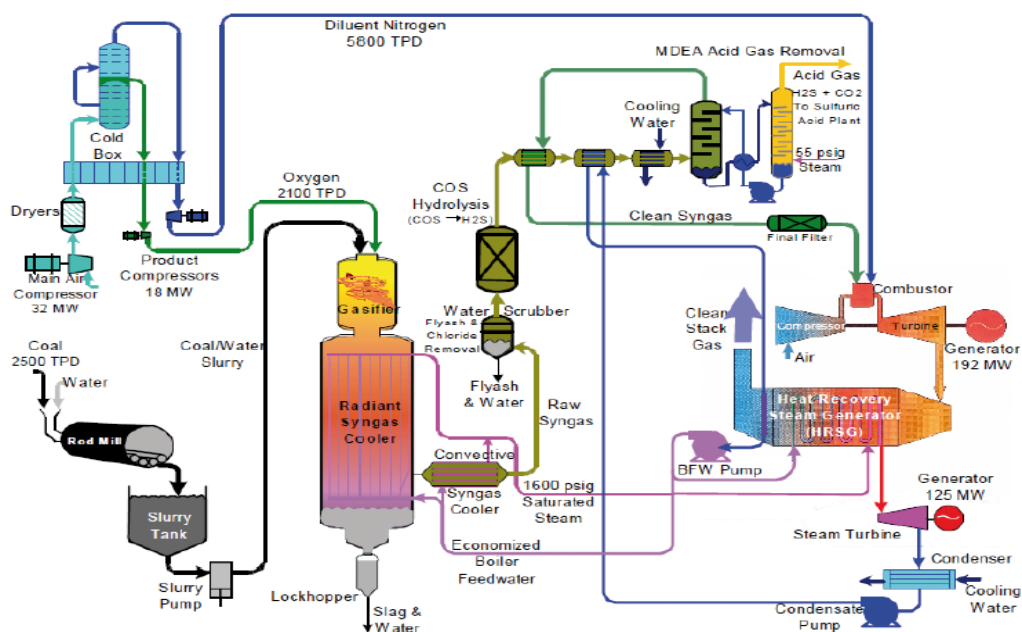 Diluent Nitrogen
5800 TPD
MDEA Acid Gas Removal
Acid Gas
H2S + CO2
To Sulfuric
Acid Plant
55 psig
Steam
Cooling
Water
Cold
Box
Dryers
Oxygen
2100 TPD
COS
Hydrolysis
(COS →H2S)
Clean Syngas
Final Filter
Product
Compressors
18 MW
Main Air
Compressor
32 MW
Gasifier
Water Scrubber
Flyash &
Chloride
Removal
Flyash
& Water
Clean
Stack
Gas
Combustor
Compressor
Turbine
Air
Generator
192 MW
Coal
2500 TPD
Water
Coal/Water
Slurry
Rod Mill
Radiant
Syngas
Cooler
Raw
Syngas
Convective
Syngas
Cooler
1600 psig
Saturated
Steam
Heat Recovery
Steam Generator
(HRSG)
BFW Pump
Generator
125 MW
Steam Turbine
Slurry
Tank
Slurry
Pump
Economized
Boiler
Feedwater
Lockhopper
Slag &
Water
Condenser
Cooling
Water
Condensate
Pump